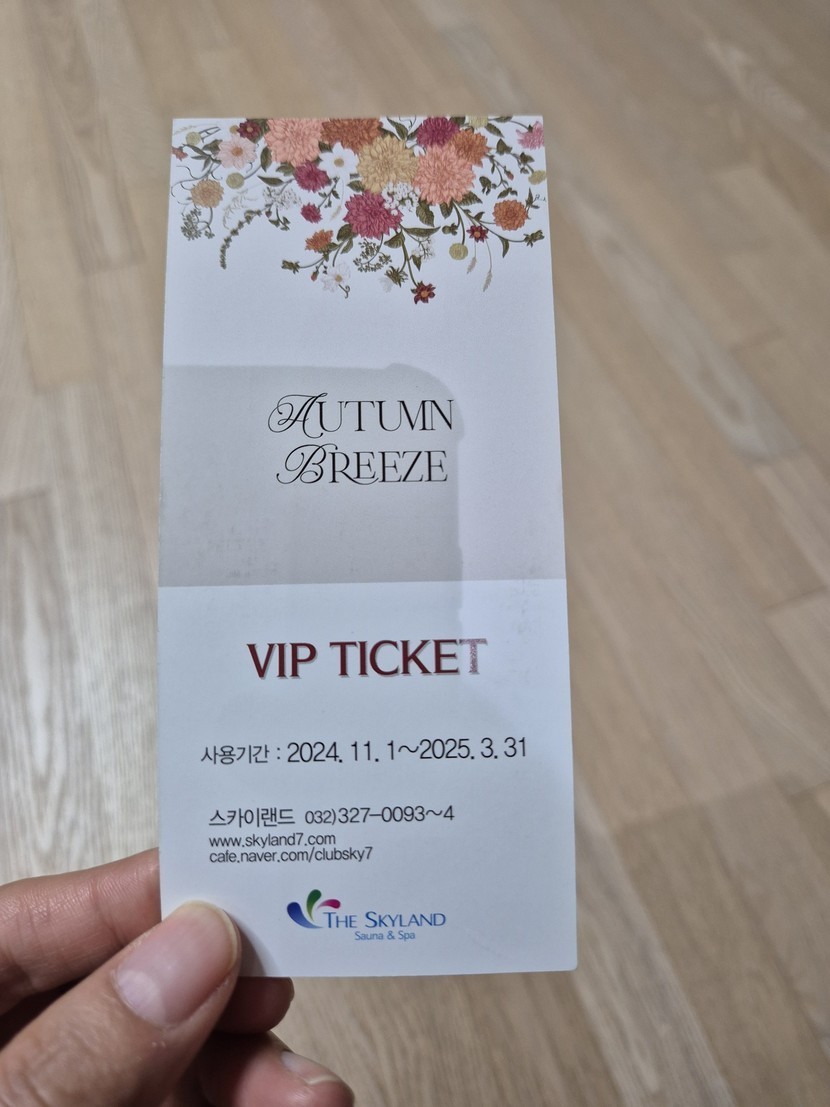 AUTUMN
BREEZE
VIP TICKET
사용기간 : 2024. 11. 1~2025. 3. 31
스카이랜드 032)327-0093~4
www.skyland7.com
cafe.naver.com/clubsky7
THE SKYLAND
Sauna & Spa